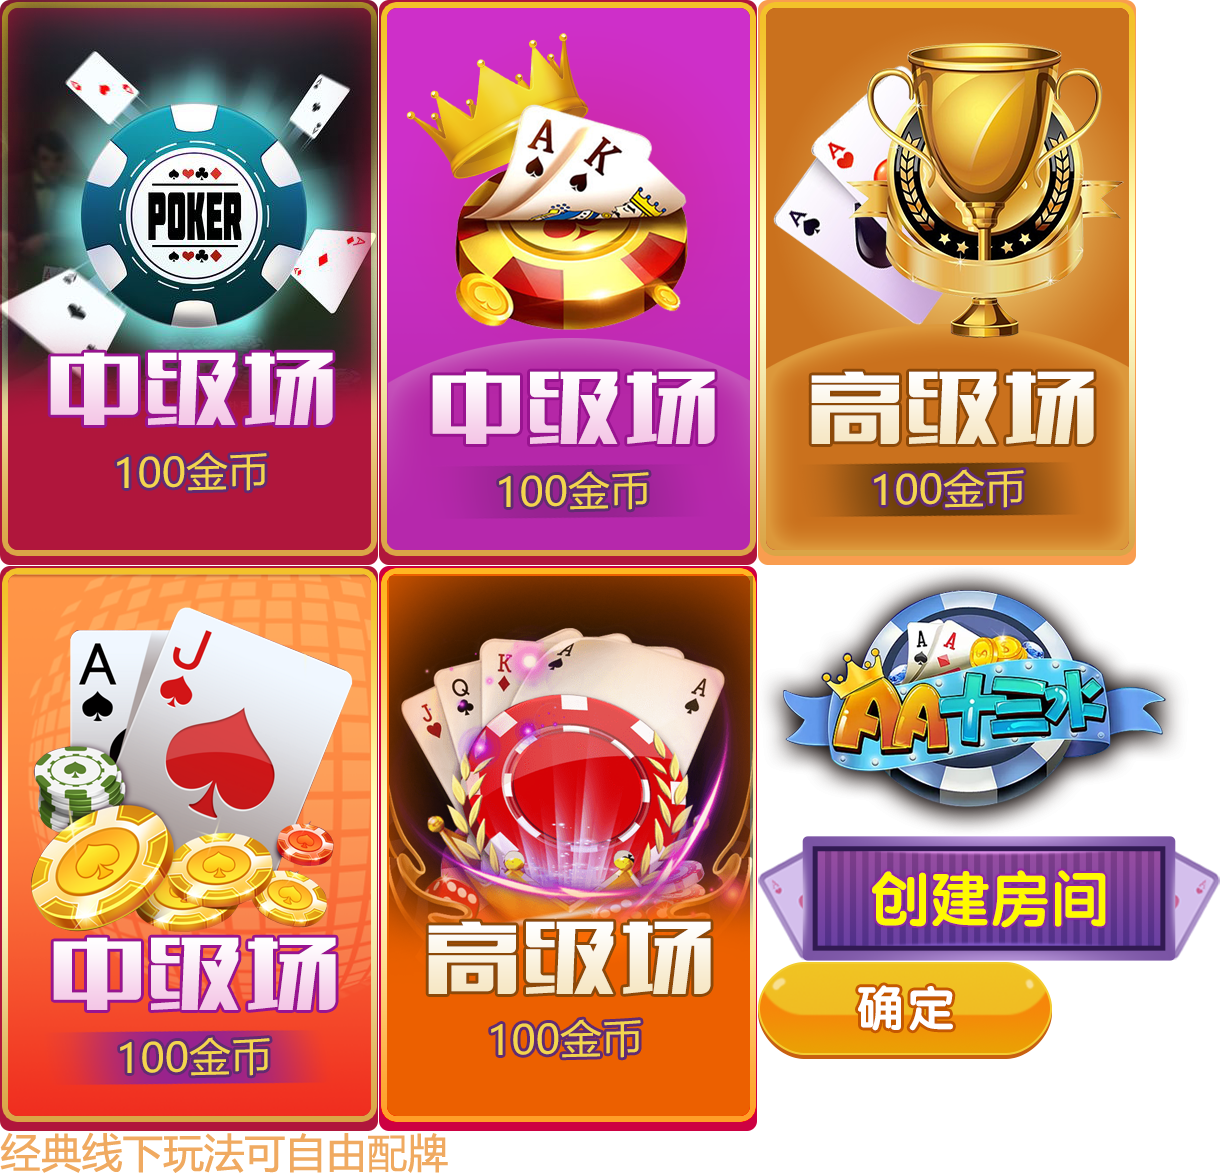 POKER
中级场
100金币
A K
中级场
100金币
A
A
高级场
100金币
A
J
中级场
100金币
J Q K A A
高级场
100金币
A A
AA十三水
创建房间
确定
经典线下玩法可自由配牌